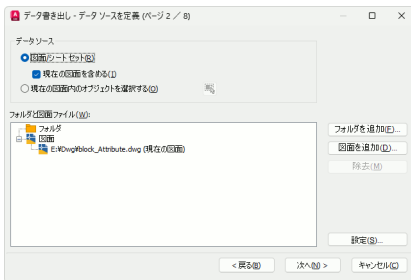 データ書き出し - データ ソースを定義 (ページ 2 / 8)
データ ソース
図面/シート セット(R)
現在の図面を含める(I)
現在の図面内のオブジェクトを選択する(O)
フォルダと図面ファイル(W):
フォルダ
図面
E:¥Dwg¥block_Attribute.dwg (現在の図面)
フォルダを追加(F)...
図面を追加(D)...
除去(M)
設定(S)...
< 戻る(B)
次へ(N) >
キャンセル(C)